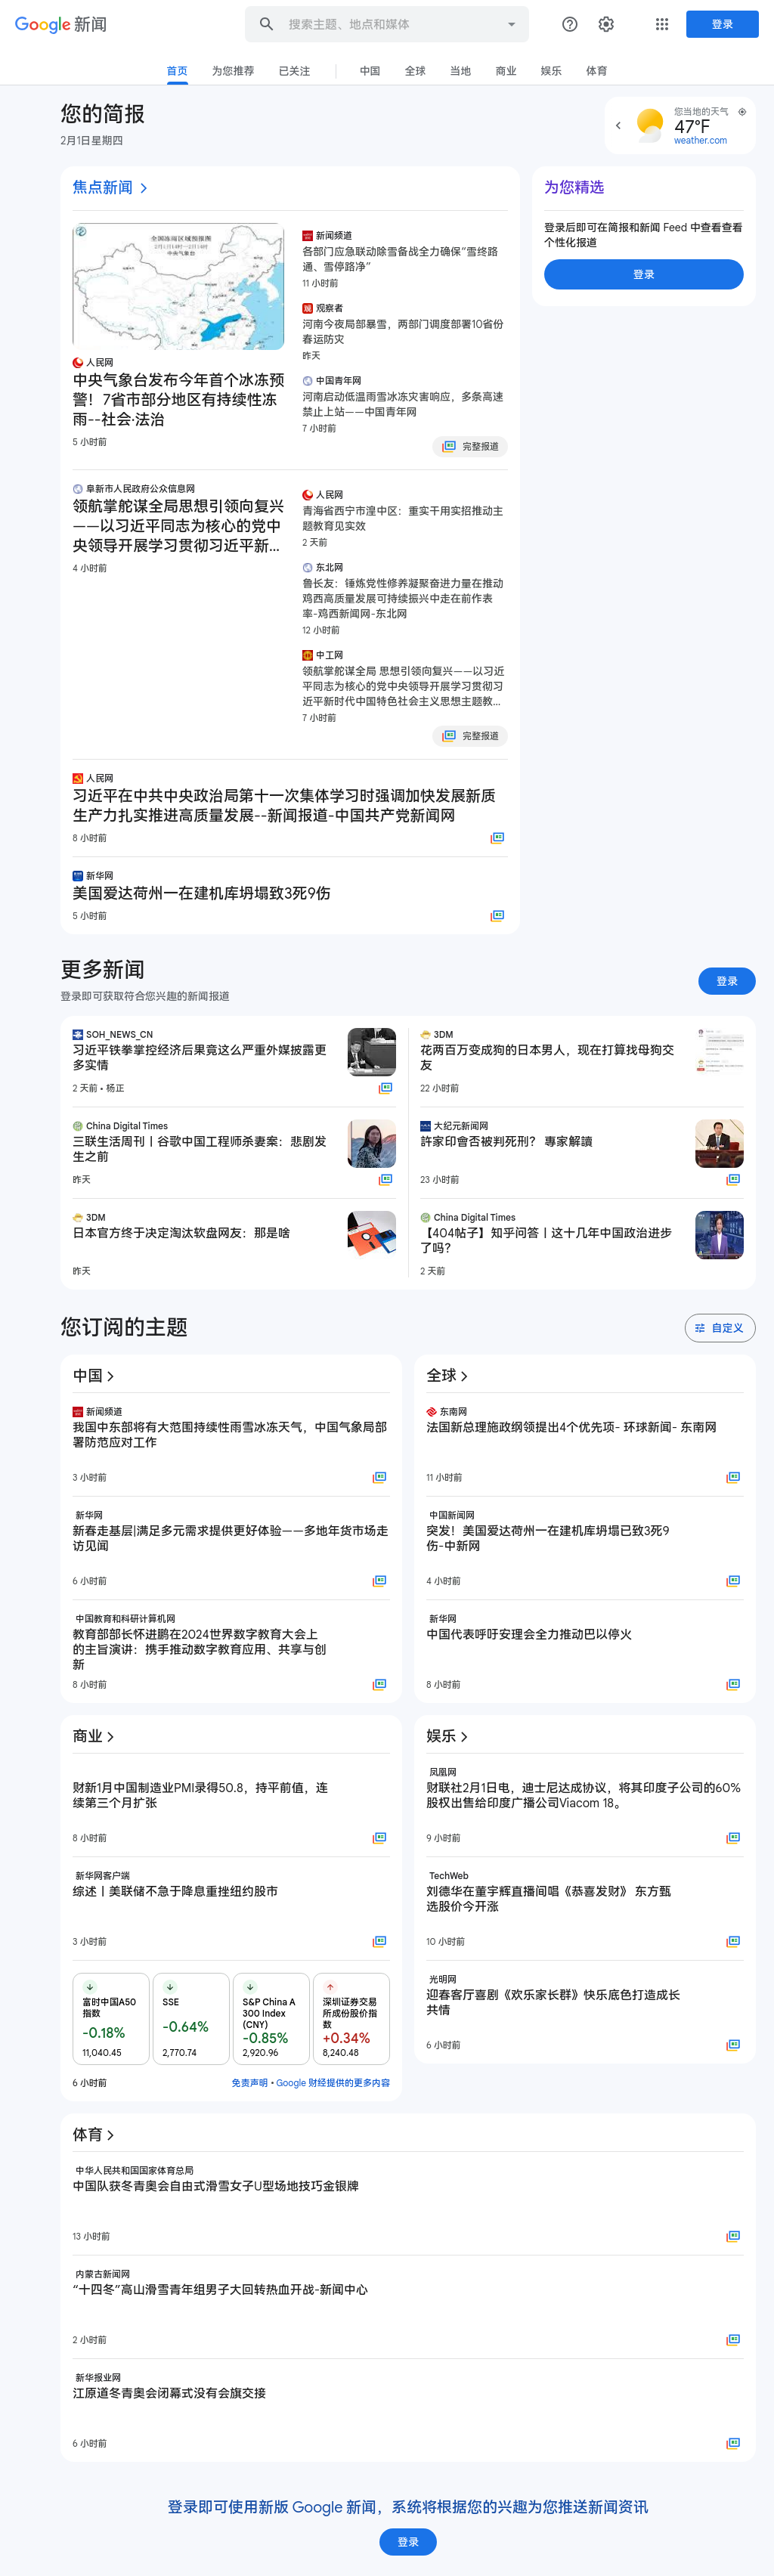 Google 新闻
搜索主题、地点和媒体
登录
首页
为您推荐
已关注
中国
全球
当地
商业
娱乐
体育
您的简报
2月1日星期四
您当地的天气
47°F
weather.com
焦点新闻
全国冻雨区域预报图
人民网
中央气象台发布今年首个冰冻预
警！7省市部分地区有持续性冻
雨--社会·法治
5 小时前
新闻频道
各部门应急联动除雪备战全力确保“雪终路
通、雪停路净”
11 小时前
观察者
河南今夜局部暴雪，两部门调度部署10省份
春运防灾
昨天
中国青年网
河南启动低温雨雪冰冻灾害响应，多条高速
禁止上站——中国青年网
7 小时前
完整报道
阜新市人民政府公众信息网
领航掌舵谋全局思想引领向复兴
——以习近平同志为核心的党中
央领导开展学习贯彻习近平新...
4 小时前
人民网
青海省西宁市湟中区：重实干用实招推动主
题教育见实效
2 天前
东北网
鲁长友：锤炼党性修养凝聚奋进力量在推动
鸡西高质量发展可持续振兴中走在前作表
率-鸡西新闻网-东北网
12 小时前
中工网
领航掌舵谋全局 思想引领向复兴——以习近
平同志为核心的党中央领导开展学习贯彻习
近平新时代中国特色社会主义思想主题教...
7 小时前
完整报道
人民网
习近平在中共中央政治局第十一次集体学习时强调加快发展新质
生产力扎实推进高质量发展--新闻报道-中国共产党新闻网
8 小时前
新华网
美国爱达荷州一在建机库坍塌致3死9伤
5 小时前
为您精选
登录后即可在简报和新闻 Feed 中查看查看
个性化报道
登录
更多新闻
登录即可获取符合您兴趣的新闻报道
登录
SOH_NEWS_CN
习近平铁拳掌控经济后果竟这么严重外媒披露更
多实情
2 天前 • 杨正
3DM
花两百万变成狗的日本男人，现在打算找母狗交
友
22 小时前
China Digital Times
三联生活周刊丨谷歌中国工程师杀妻案：悲剧发
生之前
昨天
大纪元新闻网
許家印會否被判死刑？ 專家解讀
23 小时前
3DM
日本官方终于决定淘汰软盘网友：那是啥
昨天
China Digital Times
【404帖子】知乎问答丨这十几年中国政治进步
了吗？
2 天前
您订阅的主题
自定义
中国
新闻频道
我国中东部将有大范围持续性雨雪冰冻天气，中国气象局部
署防范应对工作
3 小时前
新华网
新春走基层|满足多元需求提供更好体验——多地年货市场走
访见闻
6 小时前
中国教育和科研计算机网
教育部部长怀进鹏在2024世界数字教育大会上
的主旨演讲：携手推动数字教育应用、共享与创
新
8 小时前
全球
东南网
法国新总理施政纲领提出4个优先项- 环球新闻- 东南网
11 小时前
中国新闻网
突发！美国爱达荷州一在建机库坍塌已致3死9
伤-中新网
4 小时前
新华网
中国代表呼吁安理会全力推动巴以停火
8 小时前
商业
财新1月中国制造业PMI录得50.8，持平前值，连
续第三个月扩张
8 小时前
新华网客户端
综述丨美联储不急于降息重挫纽约股市
3 小时前
富时中国A50
指数
-0.18%
11,040.45
SSE
-0.64%
2,770.74
S&P China A
300 Index
(CNY)
-0.85%
2,920.96
深圳证券交易
所成份股价指
数
+0.34%
8,240.48
6 小时前
免责声明 • Google 财经提供的更多内容
娱乐
凤凰网
财联社2月1日电，迪士尼达成协议，将其印度子公司的60%
股权出售给印度广播公司Viacom 18。
9 小时前
TechWeb
刘德华在董宇辉直播间唱《恭喜发财》 东方甄
选股价今开涨
10 小时前
光明网
迎春客厅喜剧《欢乐家长群》快乐底色打造成长
共情
6 小时前
体育
中华人民共和国国家体育总局
中国队获冬青奥会自由式滑雪女子U型场地技巧金银牌
13 小时前
内蒙古新闻网
“十四冬”高山滑雪青年组男子大回转热血开战-新闻中心
2 小时前
新华报业网
江原道冬青奥会闭幕式没有会旗交接
6 小时前
登录即可使用新版 Google 新闻，系统将根据您的兴趣为您推送新闻资讯
登录